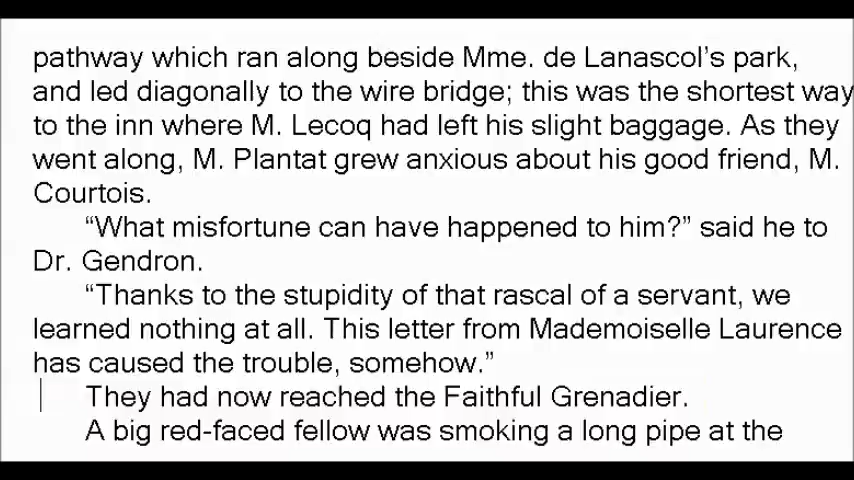 pathway which ran along beside Mme. de Lanascol’s park,
and led diagonally to the wire bridge; this was the shortest way
to the inn where M. Lecoq had left his slight baggage. As they
went along, M. Plantat grew anxious about his good friend, M.
Courtois.
“What misfortune can have happened to him?” said he to
Dr. Gendron.
“Thanks to the stupidity of that rascal of a servant, we
learned nothing at all. This letter from Mademoiselle Laurence
has caused the trouble, somehow.”
They had now reached the Faithful Grenadier.
A big red-faced fellow was smoking a long pipe at the